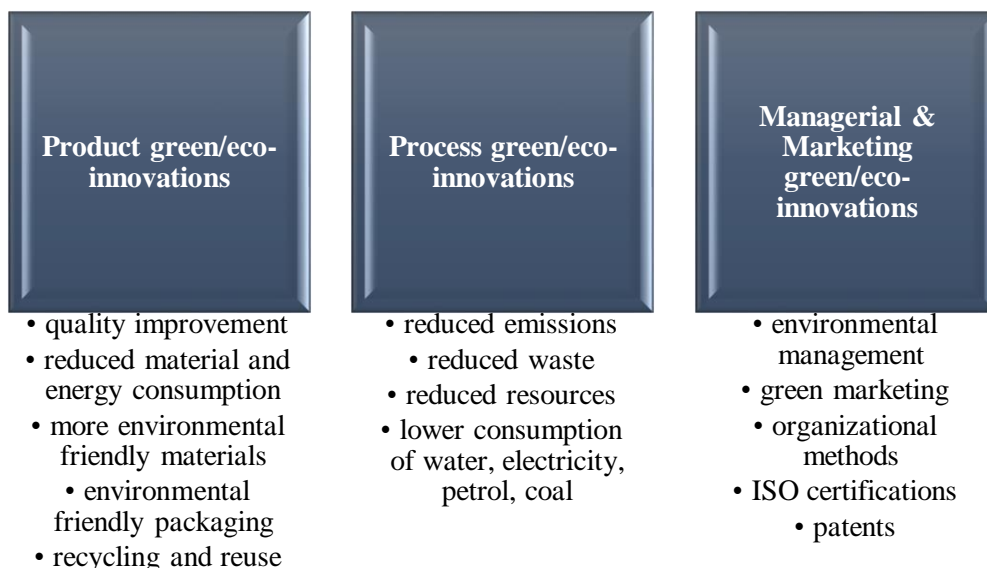 Product green/eco-
innovations
• quality improvement
• reduced material and
energy consumption
• more environmental
friendly materials
• environmental
friendly packaging
• recycling and reuse
Process green/eco-
innovations
• reduced emissions
• reduced waste
• reduced resources
• lower consumption
of water, electricity,
petrol, coal
Managerial &
Marketing
green/eco-
innovations
• environmental
management
• green marketing
• organizational
methods
• ISO certifications
• patents